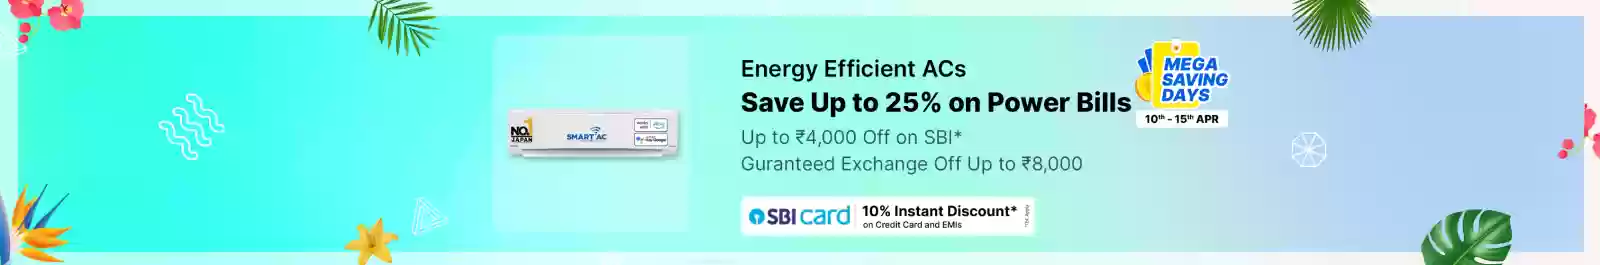 Energy Efficient ACs
Save Up to 25% on Power Bills
Up to ₹4,000 Off on SBI*
Guranteed Exchange Off Up to ₹8,000
SBI card
10% Instant Discount*
on Credit Card and EMIs
*T&C Apply
MEGA
SAVING
DAYS
10th - 15th APR
NO.1
JAPAN
SMART AC